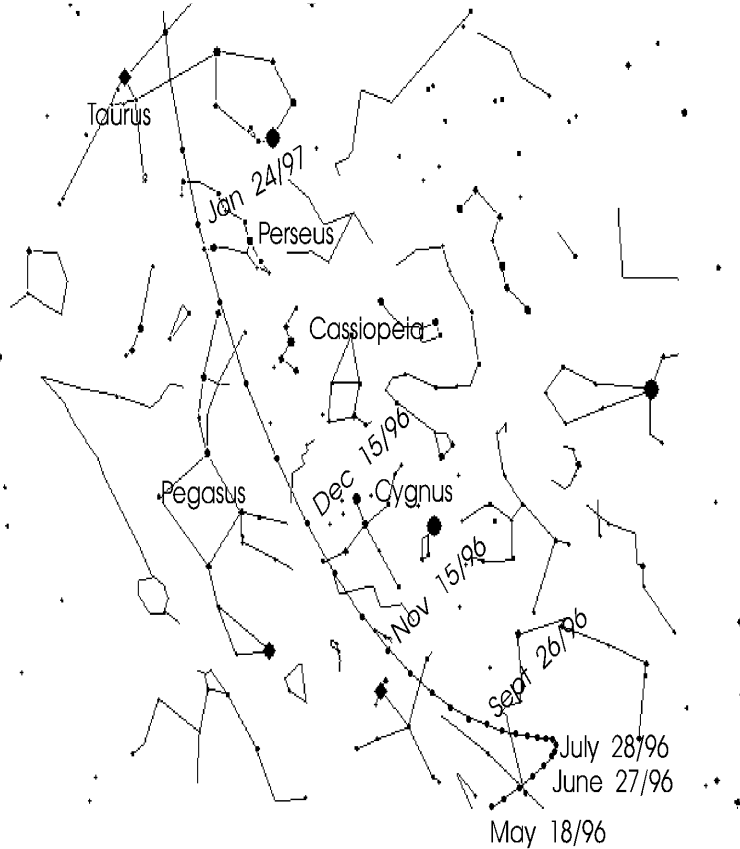 Taurus
Jan 24/97
Perseus
Cassiopeia
Dec 15/96
Pegasus
Cygnus
Nov 15/96
Sept 26/96
July 28/96
June 27/96
May 18/96